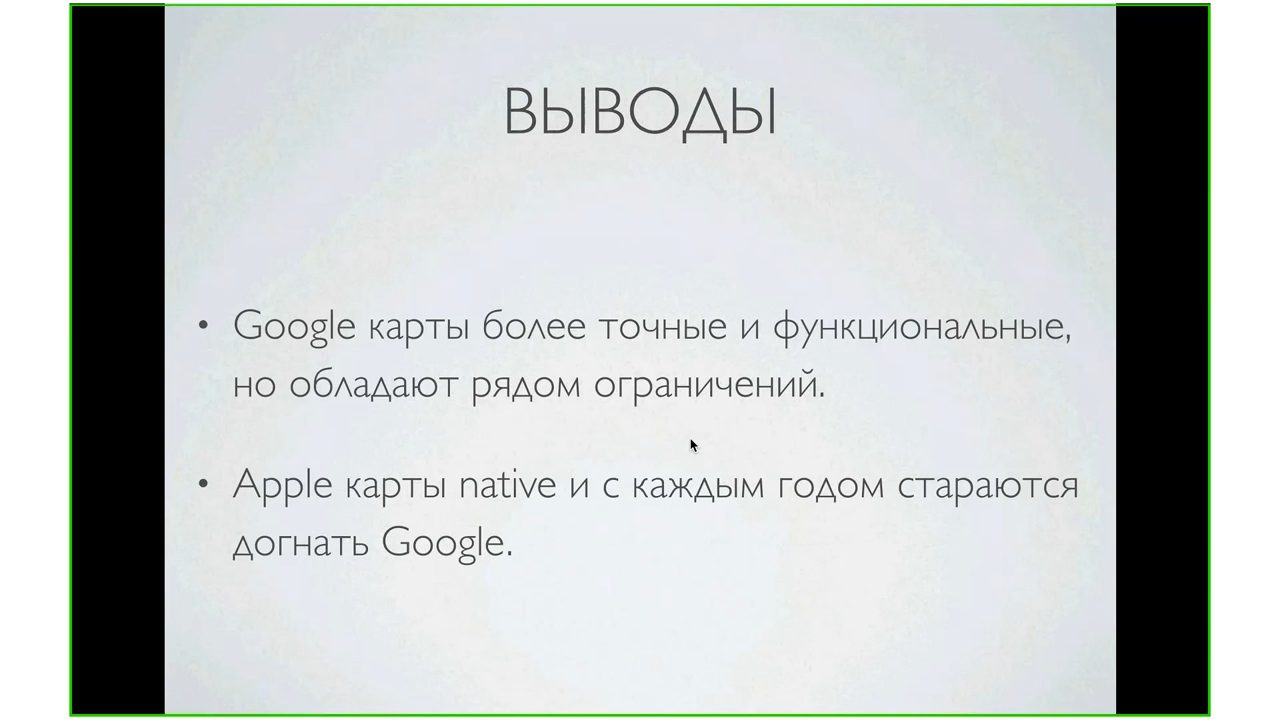 ВЫВОДЫ
• Google карты более точные и функциональные,
но обладают рядом ограничений.
• Apple карты native и с каждым годом стараются
догнать Google.